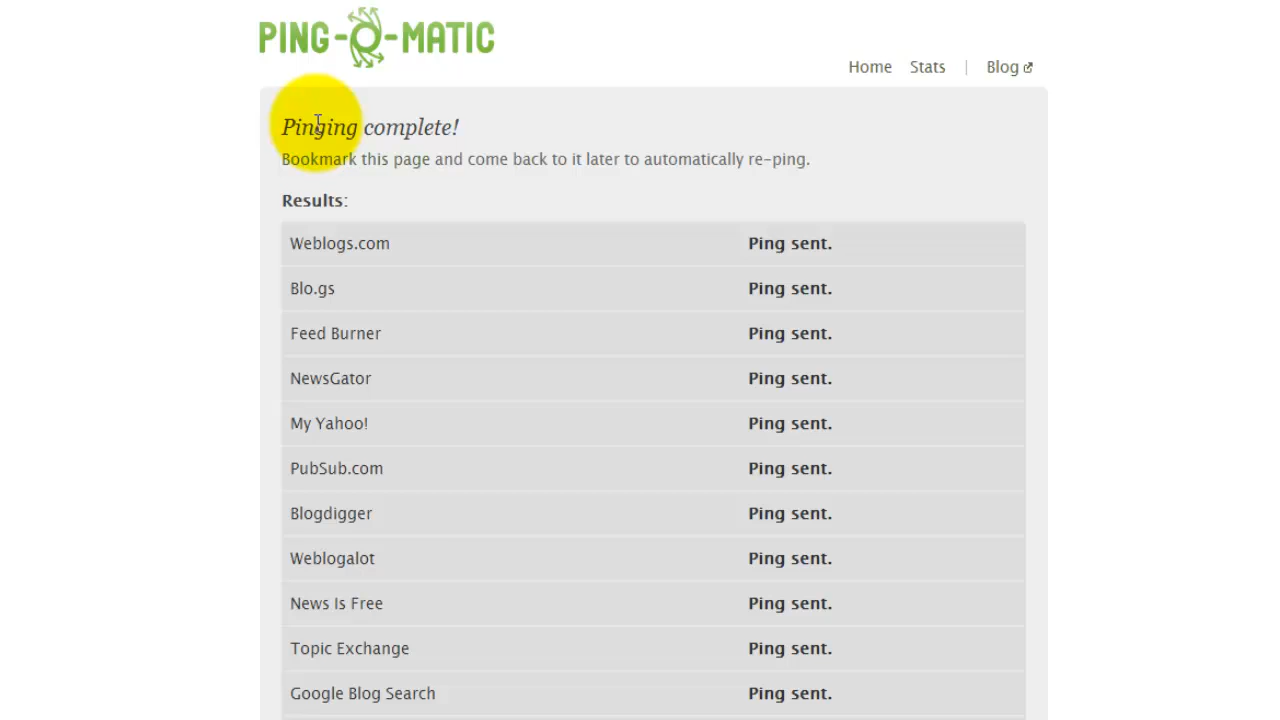 PING-O-MATIC
Home Stats | Blog
Pinging complete!
Bookmark this page and come back to it later to automatically re-ping.
Results:
Weblogs.com Ping sent.
Blo.gs Ping sent.
Feed Burner Ping sent.
NewsGator Ping sent.
My Yahoo! Ping sent.
PubSub.com Ping sent.
Blogdigger Ping sent.
Weblogalot Ping sent.
News Is Free Ping sent.
Topic Exchange Ping sent.
Google Blog Search Ping sent.